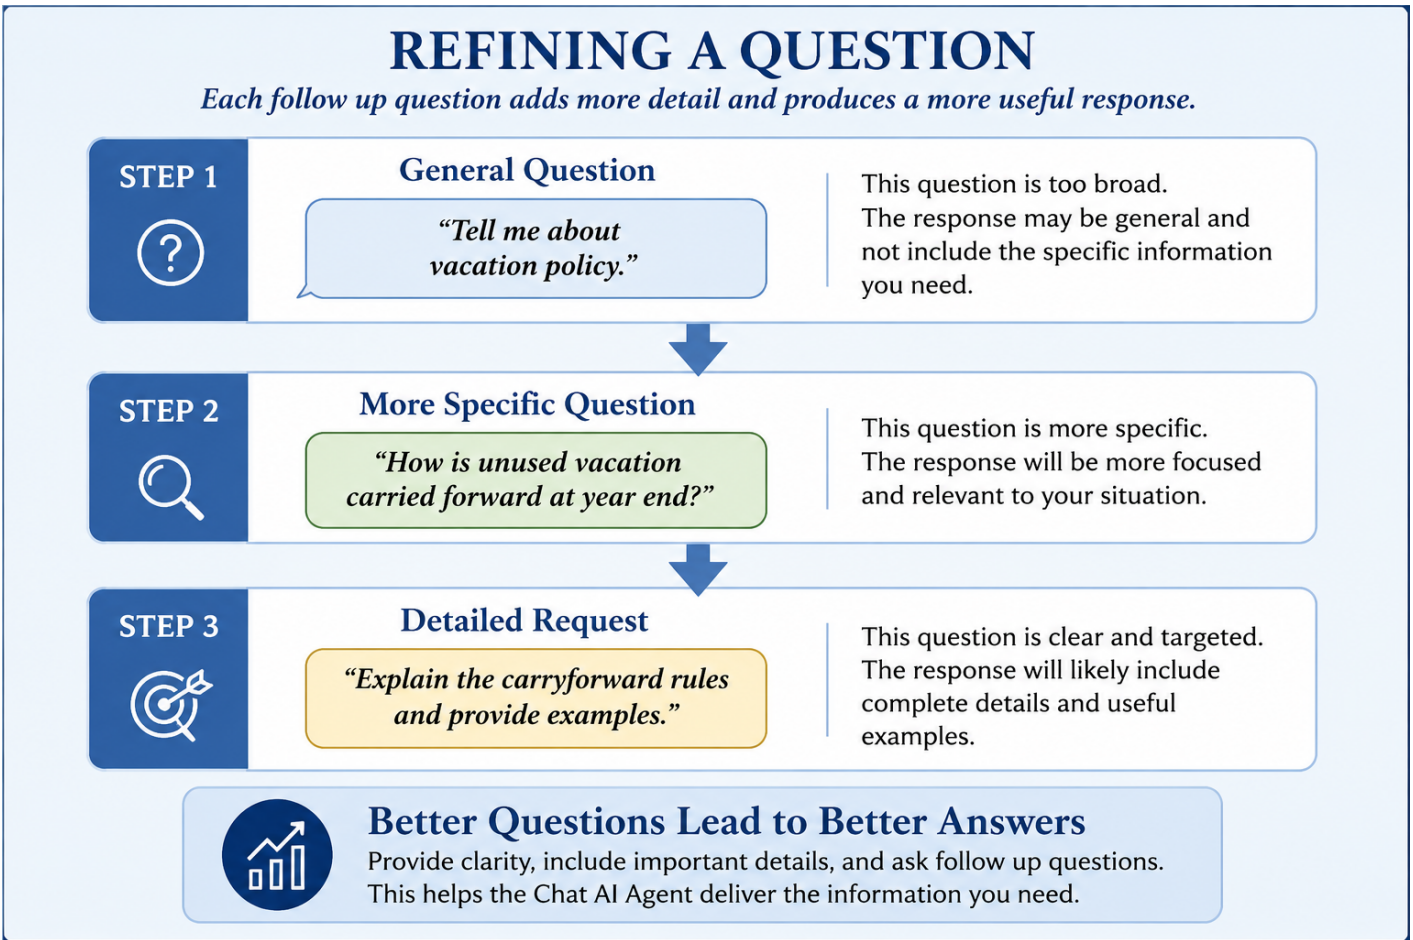 REFINING A QUESTION
Each follow up question adds more detail and produces a more useful response.
STEP 1
General Question
“Tell me about
vacation policy.”
This question is too broad.
The response may be general and
not include the specific information
you need.
STEP 2
More Specific Question
“How is unused vacation
carried forward at year end?”
This question is more specific.
The response will be more focused
and relevant to your situation.
STEP 3
Detailed Request
“Explain the carryforward rules
and provide examples.”
This question is clear and targeted.
The response will likely include
complete details and useful
examples.
Better Questions Lead to Better Answers
Provide clarity, include important details, and ask follow up questions.
This helps the Chat AI Agent deliver the information you need.